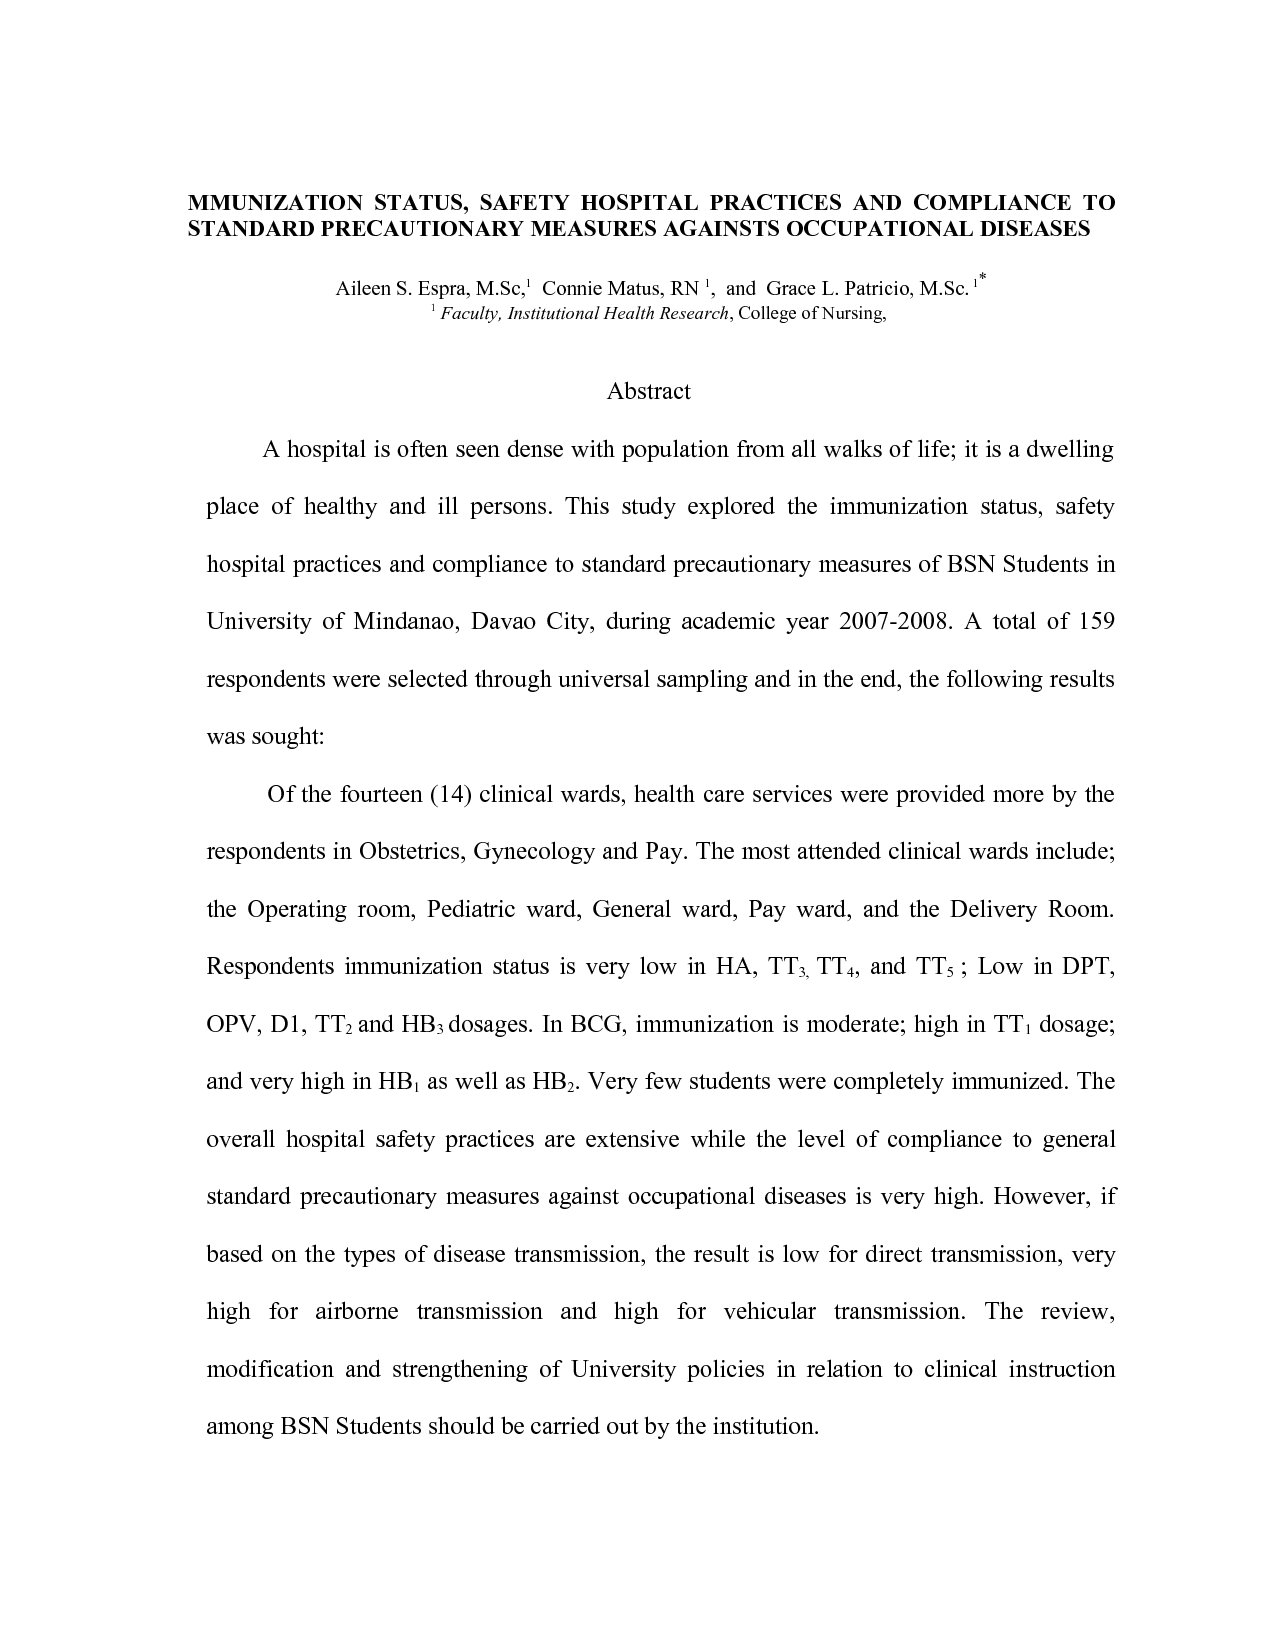 MMUNIZATION STATUS, SAFETY HOSPITAL PRACTICES AND COMPLIANCE TO
STANDARD PRECAUTIONARY MEASURES AGAINSTS OCCUPATIONAL DISEASES
Aileen S. Espra, M.Sc,¹ Connie Matus, RN ¹, and Grace L. Patricio, M.Sc. ¹*
¹ Faculty, Institutional Health Research, College of Nursing,
Abstract
A hospital is often seen dense with population from all walks of life; it is a dwelling
place of healthy and ill persons. This study explored the immunization status, safety
hospital practices and compliance to standard precautionary measures of BSN Students in
University of Mindanao, Davao City, during academic year 2007-2008. A total of 159
respondents were selected through universal sampling and in the end, the following results
was sought:
Of the fourteen (14) clinical wards, health care services were provided more by the
respondents in Obstetrics, Gynecology and Pay. The most attended clinical wards include;
the Operating room, Pediatric ward, General ward, Pay ward, and the Delivery Room.
Respondents immunization status is very low in HA, TT₃, TT₄, and TT₅ ; Low in DPT,
OPV, D1, TT₂ and HB₃ dosages. In BCG, immunization is moderate; high in TT₁ dosage;
and very high in HB₁ as well as HB₂. Very few students were completely immunized. The
overall hospital safety practices are extensive while the level of compliance to general
standard precautionary measures against occupational diseases is very high. However, if
based on the types of disease transmission, the result is low for direct transmission, very
high for airborne transmission and high for vehicular transmission. The review,
modification and strengthening of University policies in relation to clinical instruction
among BSN Students should be carried out by the institution.